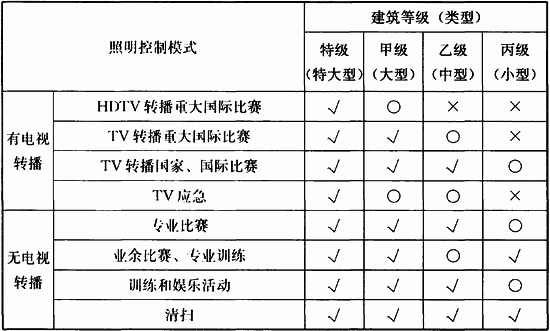 照明控制模式 建筑等级（类型）
特级（特大型） 甲级（大型） 乙级（中型） 丙级（小型）
有电视转播 HDTV 转播重大国际比赛 √ ○ × ×
TV 转播重大国际比赛 √ √ ○ ×
TV 转播国家、国际比赛 √ √ √ ○
TV 应急 √ ○ ○ ×
无电视转播 专业比赛 √ √ √ ○
业余比赛、专业训练 √ √ ○ √
训练和娱乐活动 √ √ √ ○
清扫 √ √ √ √